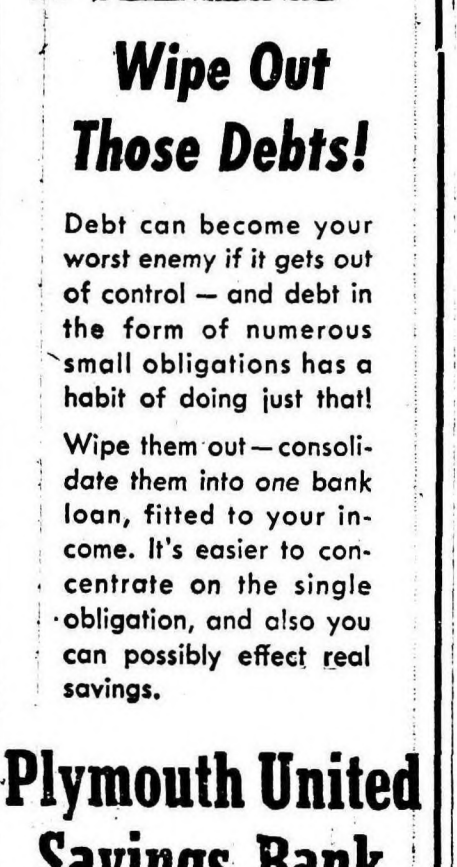 Wipe Out
Those Debts!
Debt can become your
worst enemy if it gets out
of control — and debt in
the form of numerous
small obligations has a
habit of doing just that!
Wipe them out — consoli-
date them into one bank
loan, fitted to your in-
come. It's easier to con-
centrate on the single
obligation, and also you
can possibly effect real
savings.
Plymouth United
Savings Bank